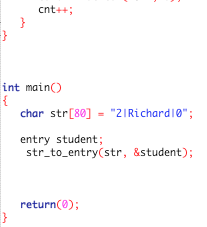 cnt++;
}
}
int main()
{
char str[80] = "2|Richard|0";
entry student;
str_to_entry(str, &student);
return(0);
}